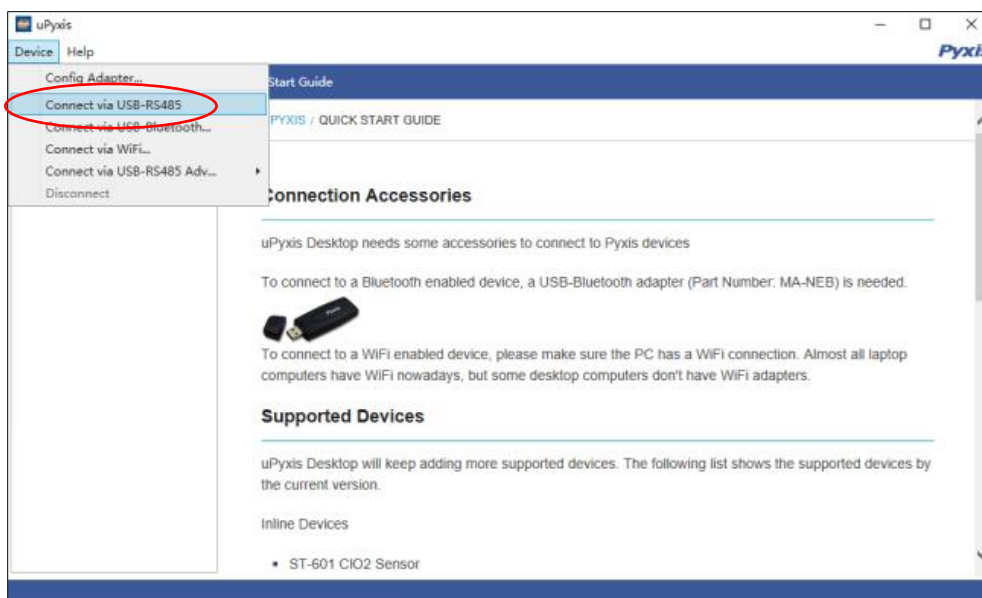 uPyxis
Device Help
Pyxis
Config Adapter...
Connect via USB-RS485
Connect via USB-Bluetooth...
Connect via WiFi...
Connect via USB-RS485 Adv...
Disconnect
Start Guide
PYXIS / QUICK START GUIDE
Connection Accessories
uPyxis Desktop needs some accessories to connect to Pyxis devices
To connect to a Bluetooth enabled device, a USB-Bluetooth adapter (Part Number: MA-NEB) is needed.
Pyxis
To connect to a WiFi enabled device, please make sure the PC has a WiFi connection. Almost all laptop
computers have WiFi nowadays, but some desktop computers don't have WiFi adapters.
Supported Devices
uPyxis Desktop will keep adding more supported devices. The following list shows the supported devices by
the current version.
Inline Devices
▪ ST-601 ClO2 Sensor